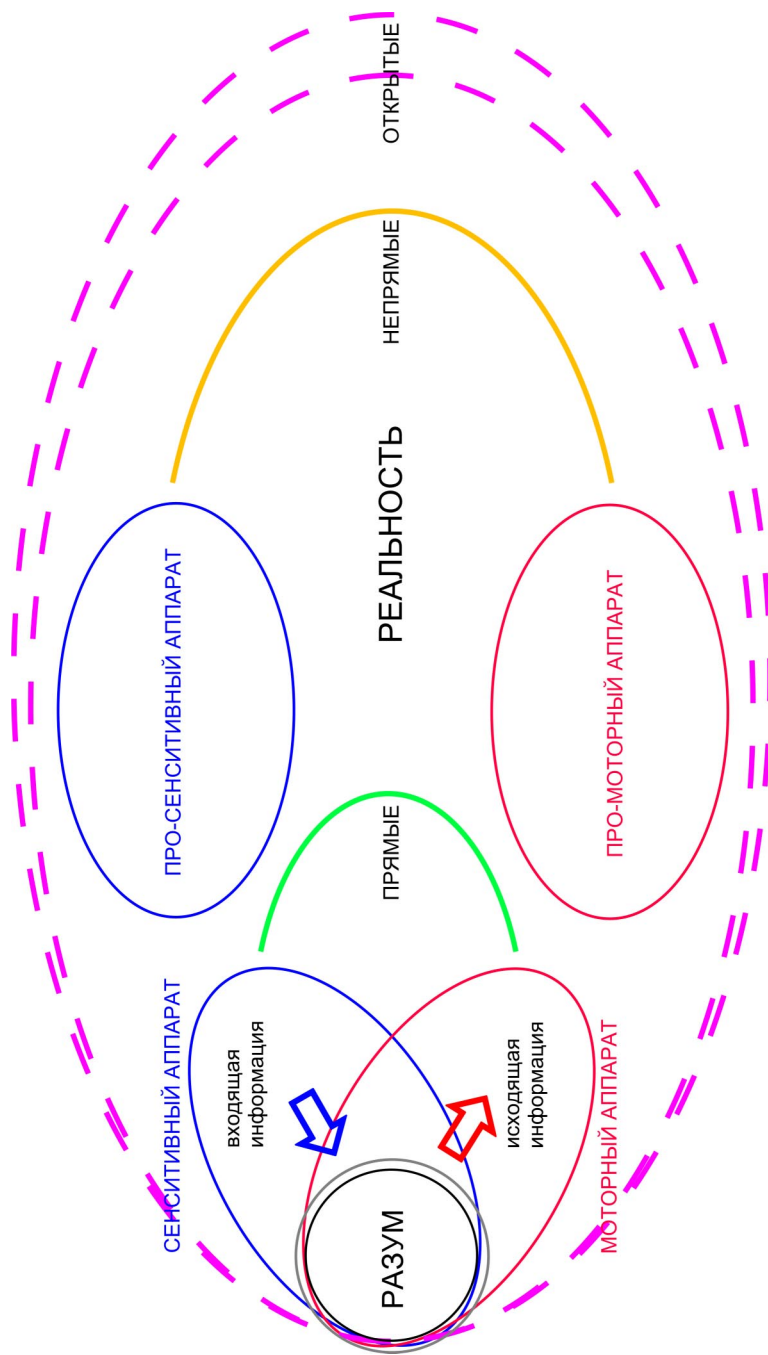 СЕНСИТИВНЫЙ АППАРАТ
ПРО-СЕНСИТИВНЫЙ АППАРАТ
входящая
информация
РАЗУМ
ПРЯМЫЕ
РЕАЛЬНОСТЬ
НЕПРЯМЫЕ
ОТКРЫТЫЕ
исходящая
информация
МОТОРНЫЙ АППАРАТ
ПРО-МОТОРНЫЙ АППАРАТ